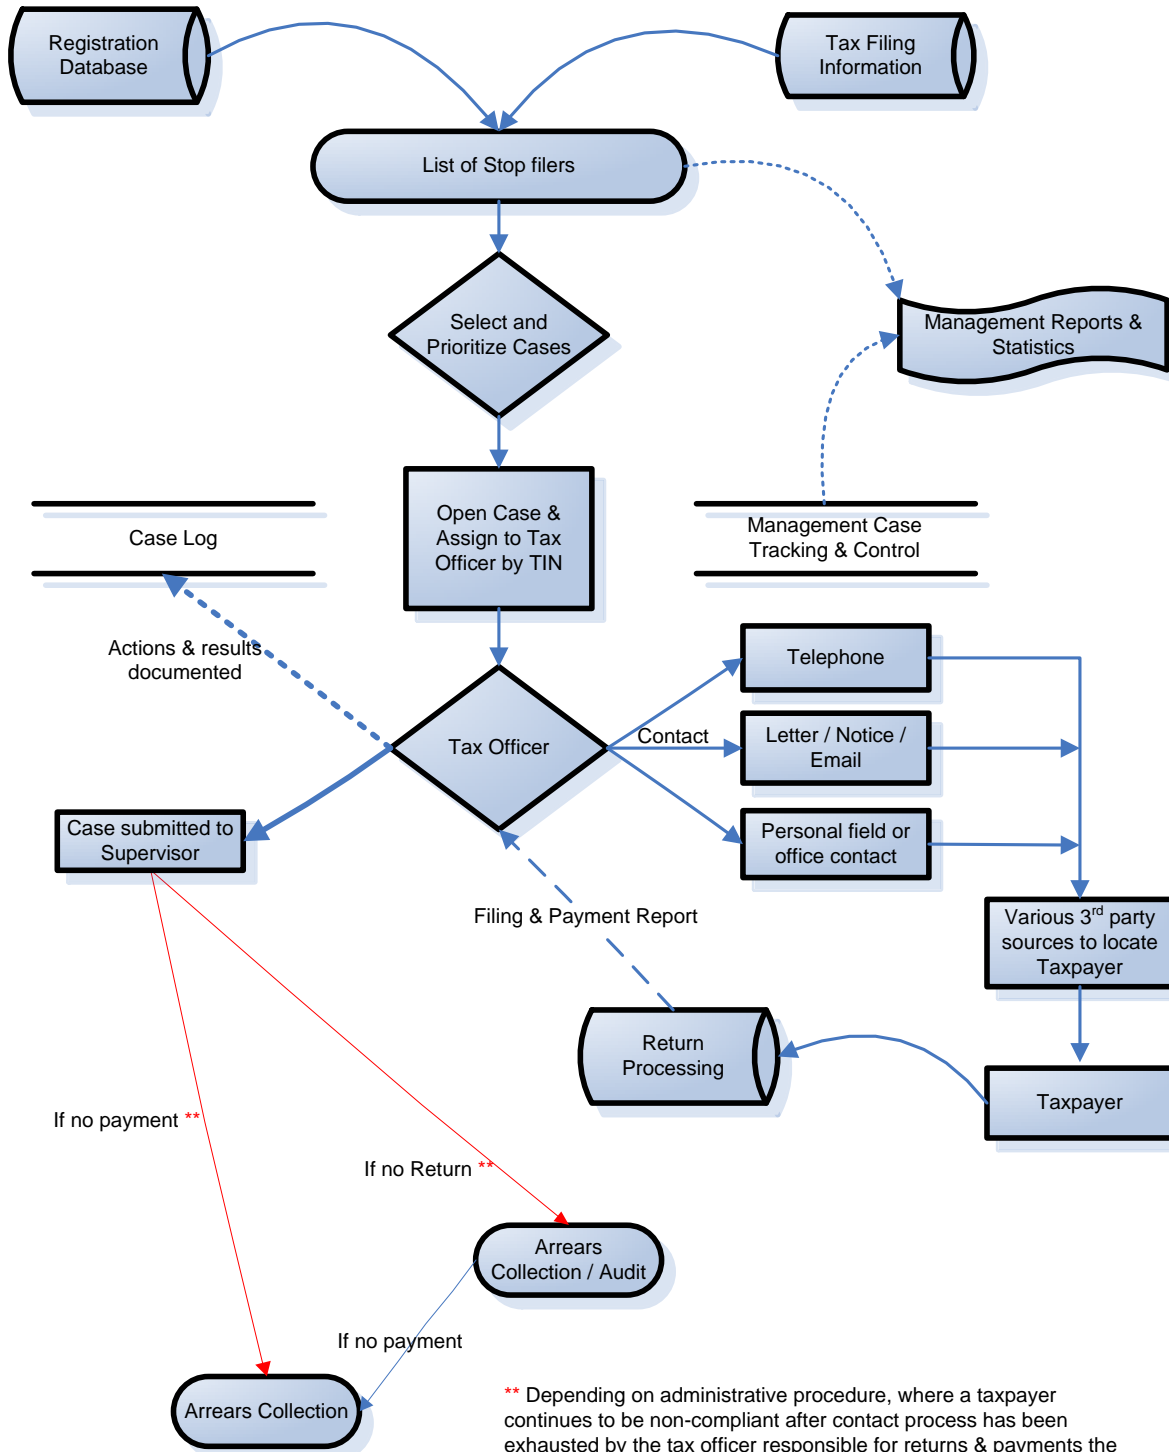 Registration
Database
Tax Filing
Information
List of Stop filers
Select and
Prioritize Cases
Management Reports &
Statistics
Open Case &
Assign to Tax
Officer by TIN
Case Log
Management Case
Tracking & Control
Actions & results
documented
Telephone
Tax Officer
Contact
Letter / Notice /
Email
Case submitted to
Supervisor
Personal field or
office contact
Filing & Payment Report
Various 3rd party
sources to locate
Taxpayer
Return
Processing
Taxpayer
If no payment **
If no Return **
Arrears
Collection / Audit
If no payment
Arrears Collection
** Depending on administrative procedure, where a taxpayer
continues to be non-compliant after contact process has been
exhausted by the tax officer responsible for returns & payments the